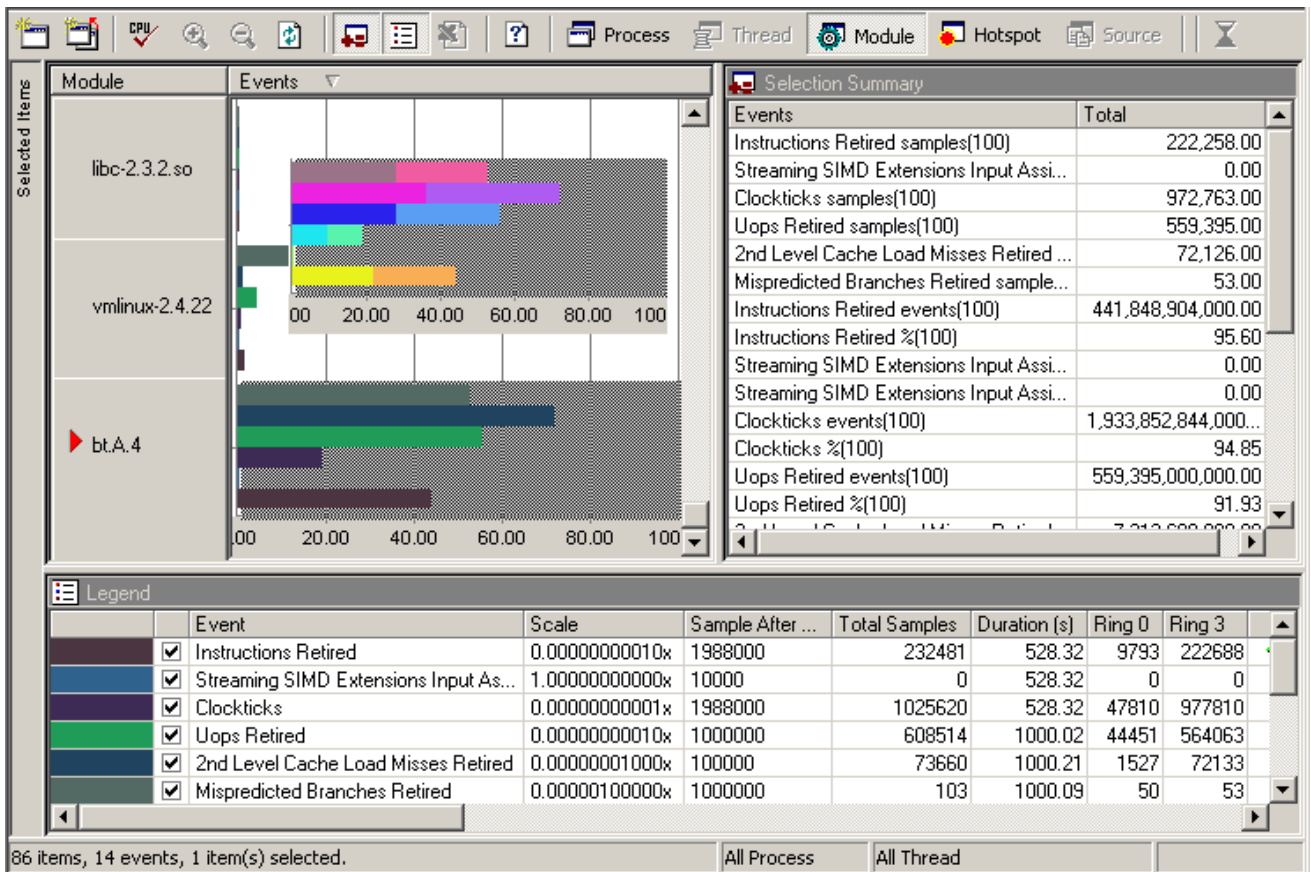 Process Thread Module Hotspot Source
Selected Items
Module Events
libc-2.3.2.so
vmlinux-2.4.22
bt.A.4
00 20.00 40.00 60.00 80.00 100
.00 20.00 40.00 60.00 80.00 100
Selection Summary
Events Total
Instructions Retired samples(100) 222,258.00
Streaming SIMD Extensions Input Assi... 0.00
Clockticks samples(100) 972,763.00
Uops Retired samples(100) 559,395.00
2nd Level Cache Load Misses Retired ... 72,126.00
Mispredicted Branches Retired sample... 53.00
Instructions Retired events(100) 441,848,904,000.00
Instructions Retired %(100) 95.60
Streaming SIMD Extensions Input Assi... 0.00
Streaming SIMD Extensions Input Assi... 0.00
Clockticks events(100) 1,933,852,844,000...
Clockticks %(100) 94.85
Uops Retired events(100) 559,395,000,000.00
Uops Retired %(100) 91.93
Legend
Event Scale Sample After ... Total Samples Duration (s) Ring 0 Ring 3
Instructions Retired 0.00000000010x 1988000 232481 528.32 9793 222688
Streaming SIMD Extensions Input As... 1.00000000000x 10000 0 528.32 0 0
Clockticks 0.00000000001x 1988000 1025620 528.32 47810 977810
Uops Retired 0.00000000010x 1000000 608514 1000.02 44451 564063
2nd Level Cache Load Misses Retired 0.00000001000x 100000 73660 1000.21 1527 72133
Mispredicted Branches Retired 0.00000100000x 1000000 103 1000.09 50 53
86 items, 14 events, 1 item(s) selected. All Process All Thread